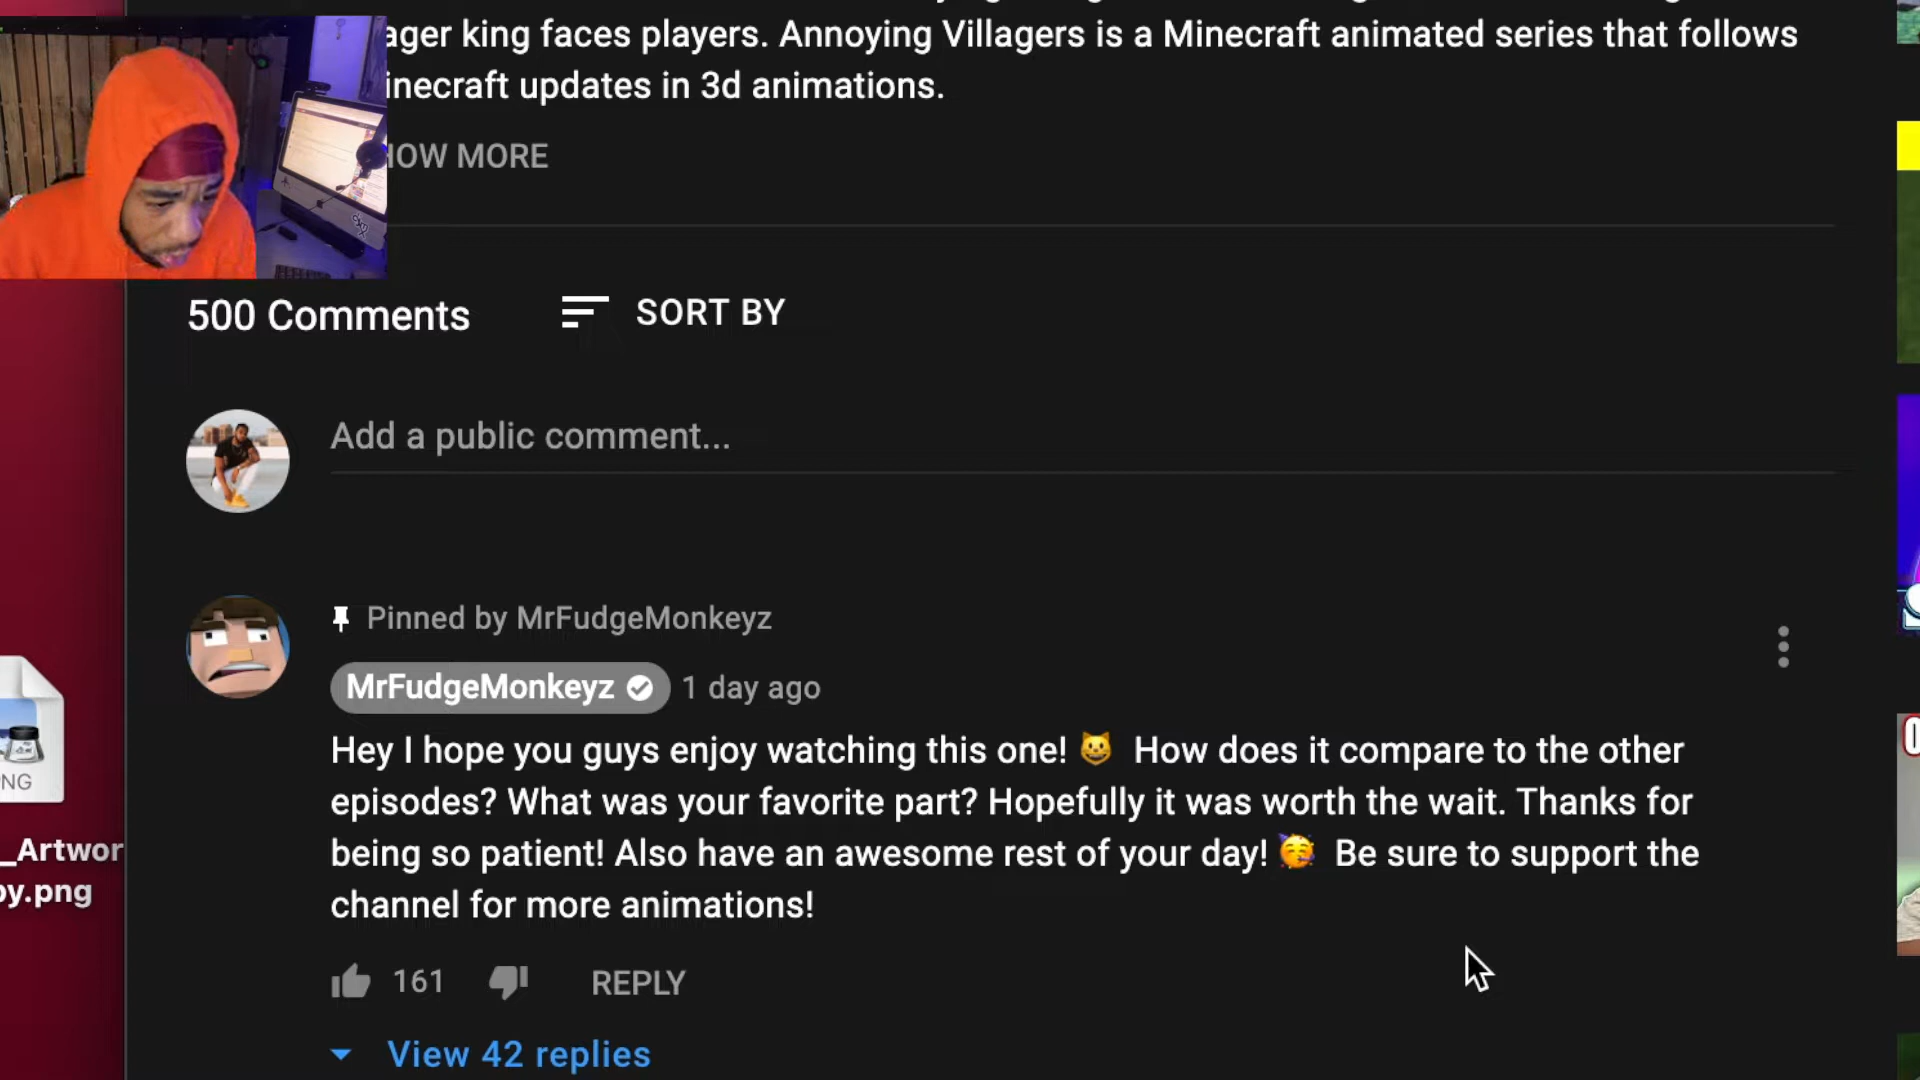 ager king faces players. Annoying Villagers is a Minecraft animated series that follows
inecraft updates in 3d animations.
HOW MORE
500 Comments
SORT BY
Add a public comment...
Pinned by MrFudgeMonkeyz
MrFudgeMonkeyz 1 day ago
Hey I hope you guys enjoy watching this one! 😺 How does it compare to the other
episodes? What was your favorite part? Hopefully it was worth the wait. Thanks for
being so patient! Also have an awesome rest of your day! 🥳 Be sure to support the
channel for more animations!
161
REPLY
View 42 replies
NG
_Artwor
py.png